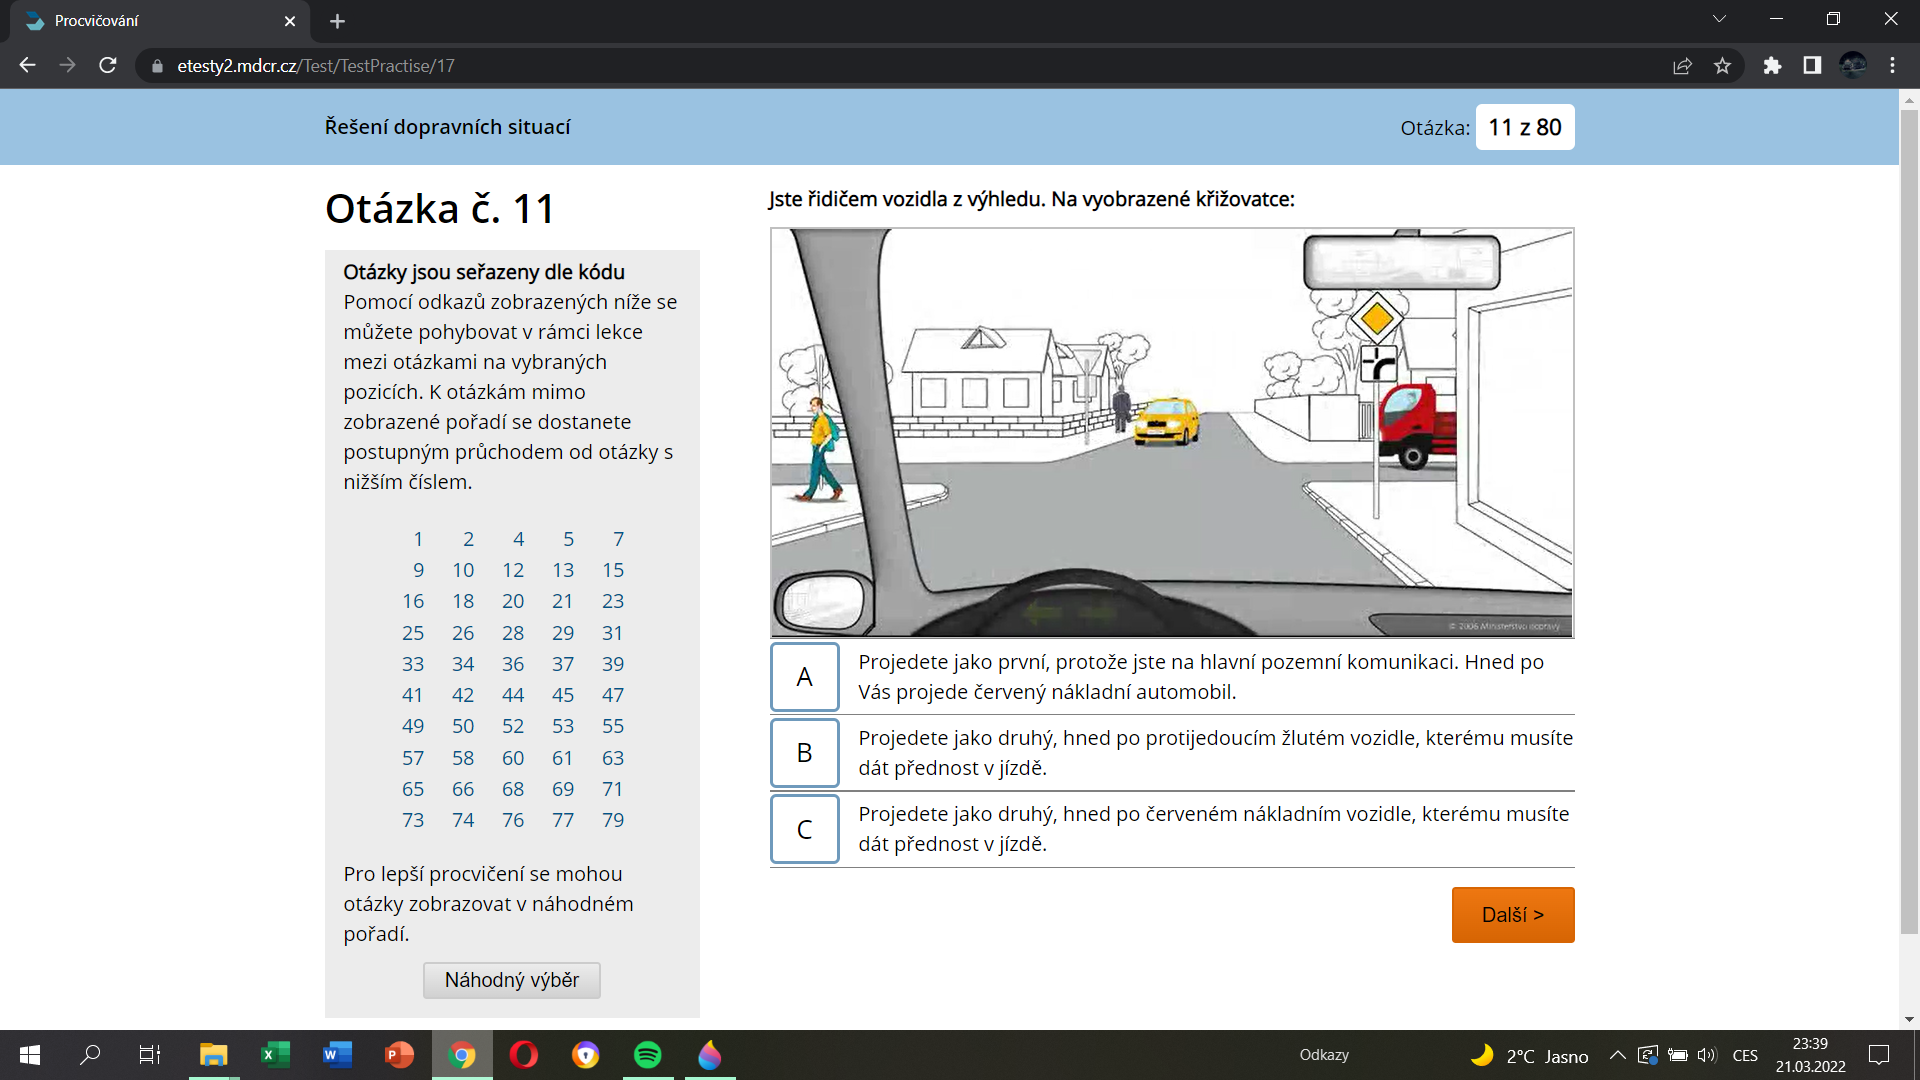 Procvičování
etesty2.mdcr.cz/Test/TestPractise/17
Řešení dopravních situací
Otázka: 11 z 80
Otázka č. 11
Otázky jsou seřazeny dle kódu
Pomocí odkazů zobrazených níže se
můžete pohybovat v rámci lekce
mezi otázkami na vybraných
pozicích. K otázkám mimo
zobrazené pořadí se dostanete
postupným průchodem od otázky s
nižším číslem.
1 2 4 5 7
9 10 12 13 15
16 18 20 21 23
25 26 28 29 31
33 34 36 37 39
41 42 44 45 47
49 50 52 53 55
57 58 60 61 63
65 66 68 69 71
73 74 76 77 79
Pro lepší procvičení se mohou
otázky zobrazovat v náhodném
pořadí.
Náhodný výběr
Jste řidičem vozidla z výhledu. Na vyobrazené křižovatce:
© 2006 Ministerstvo dopravy
A
Projedete jako první, protože jste na hlavní pozemní komunikaci. Hned po
Vás projede červený nákladní automobil.
B
Projedete jako druhý, hned po protijedoucím žlutém vozidle, kterému musíte
dát přednost v jízdě.
C
Projedete jako druhý, hned po červeném nákladním vozidle, kterému musíte
dát přednost v jízdě.
Další >
Odkazy
2°C Jasno
CES
23:39
21.03.2022